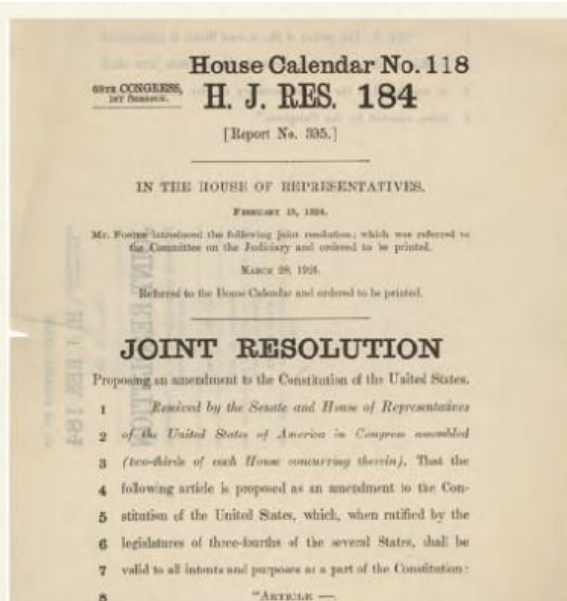 House Calendar No. 118
68TH CONGRESS,
1ST SESSION.
H. J. RES. 184
[Report No. 395.]
IN THE HOUSE OF REPRESENTATIVES.
FEBRUARY 13, 1924.
Mr. FOSTER introduced the following joint resolution; which was referred to
the Committee on the Judiciary and ordered to be printed.
MARCH 28, 1924.
Referred to the House Calendar and ordered to be printed.
JOINT RESOLUTION
Proposing an amendment to the Constitution of the United States.
1 Resolved by the Senate and House of Representatives
2 of the United States of America in Congress assembled
3 (two-thirds of each House concurring therein), That the
4 following article is proposed as an amendment to the Con-
5 stitution of the United States, which, when ratified by the
6 legislatures of three-fourths of the several States, shall be
7 valid to all intents and purposes as a part of the Constitution:
8 "ARTICLE —